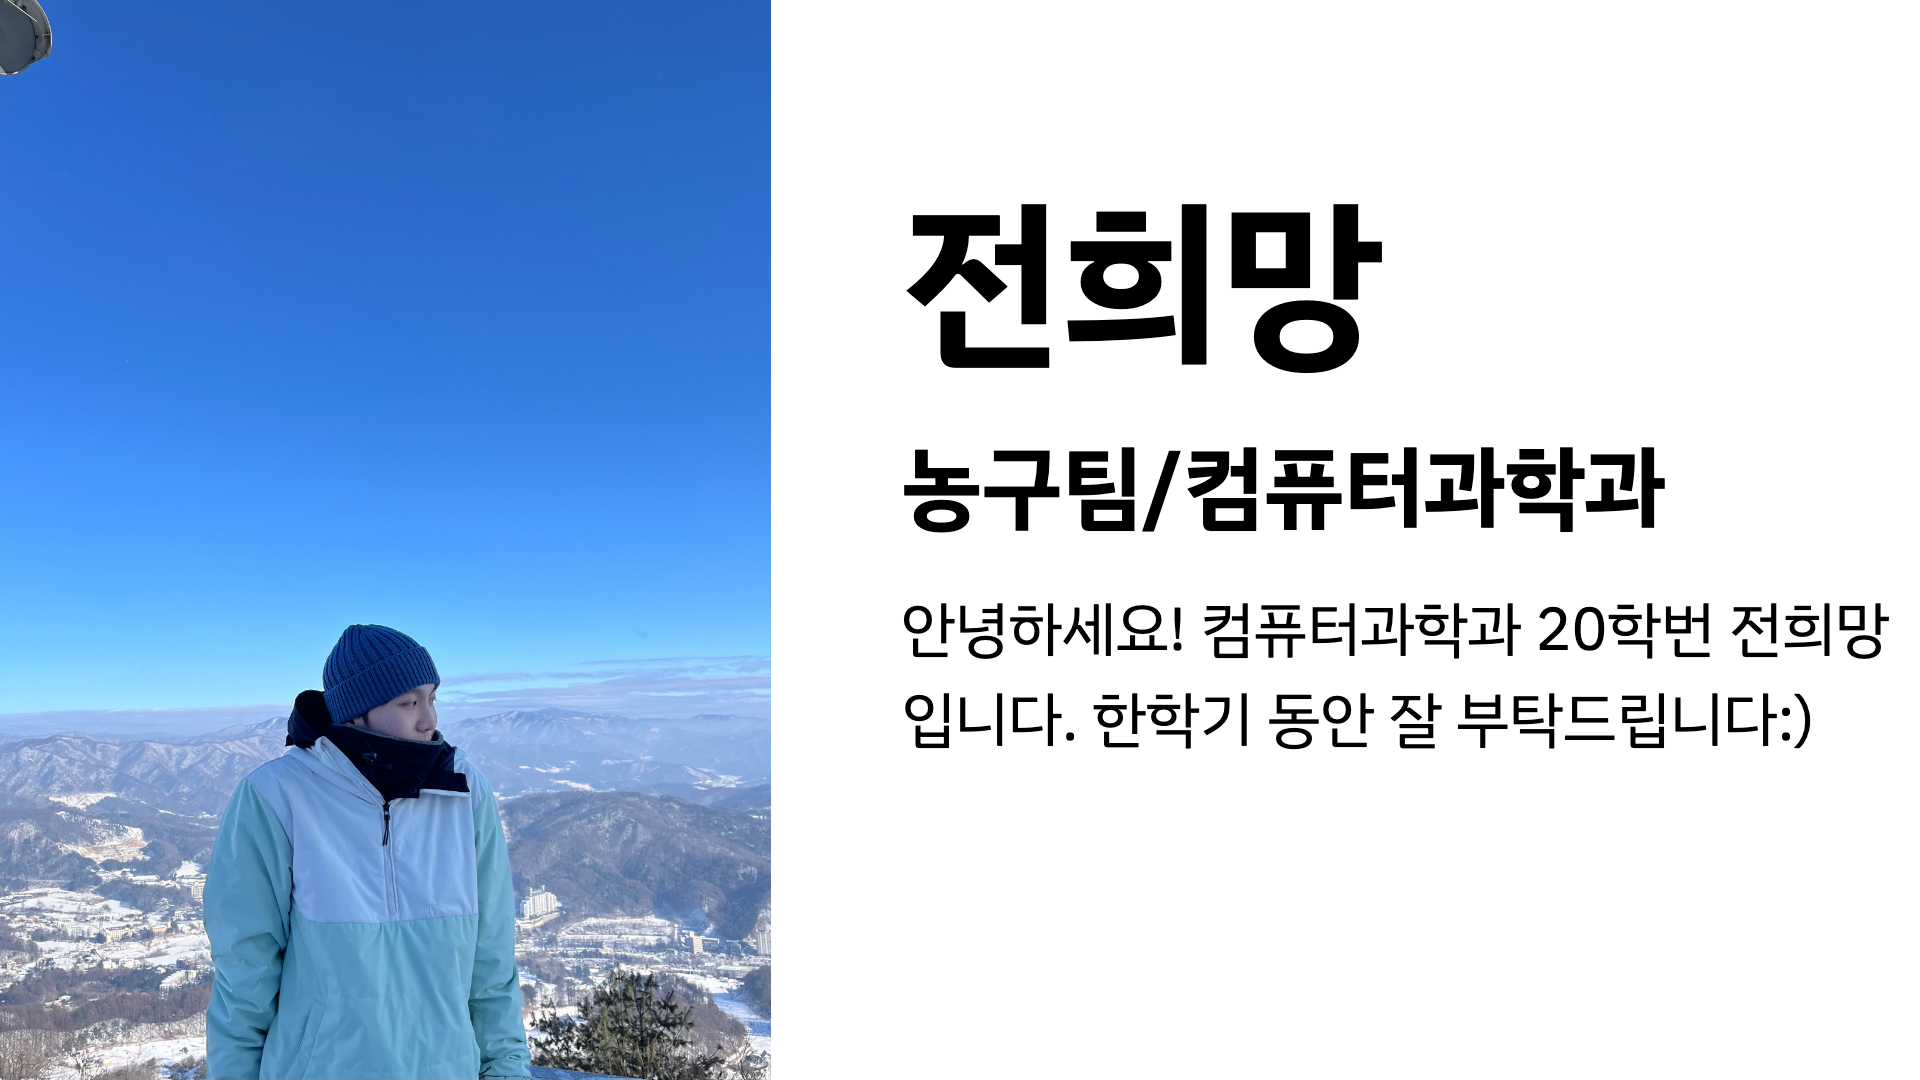 전희망
농구팀/컴퓨터과학과
안녕하세요! 컴퓨터과학과 20학번 전희망
입니다. 한학기 동안 잘 부탁드립니다:)